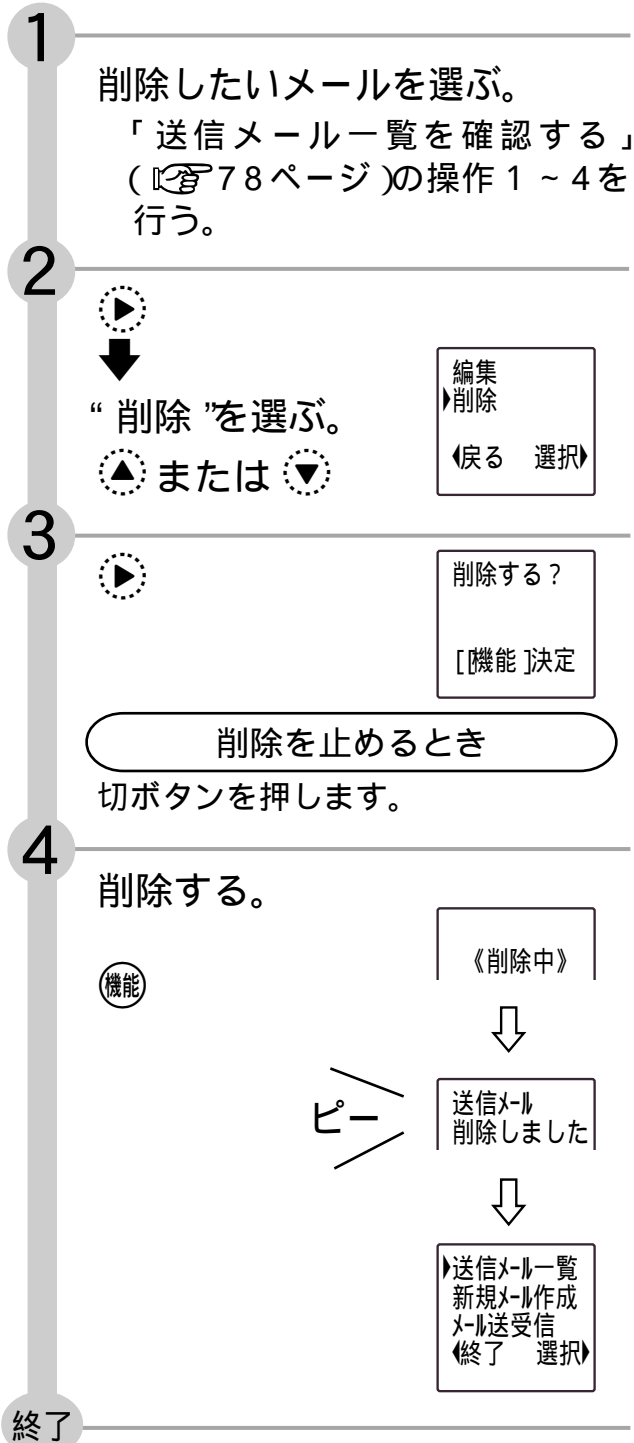 1
削除したいメールを選ぶ。
「送信メール一覧を確認する」
(☞78ページ)の操作1~4を
行う。
2
“削除”を選ぶ。
または
編集
削除
戻る 選択
3
削除する？
[機能]決定
削除を止めるとき
切ボタンを押します。
4
削除する。
機能
《削除中》
ピー
送信ﾒｰﾙ
削除しました
送信ﾒｰﾙ一覧
新規ﾒｰﾙ作成
ﾒｰﾙ送受信
終了 選択
終了